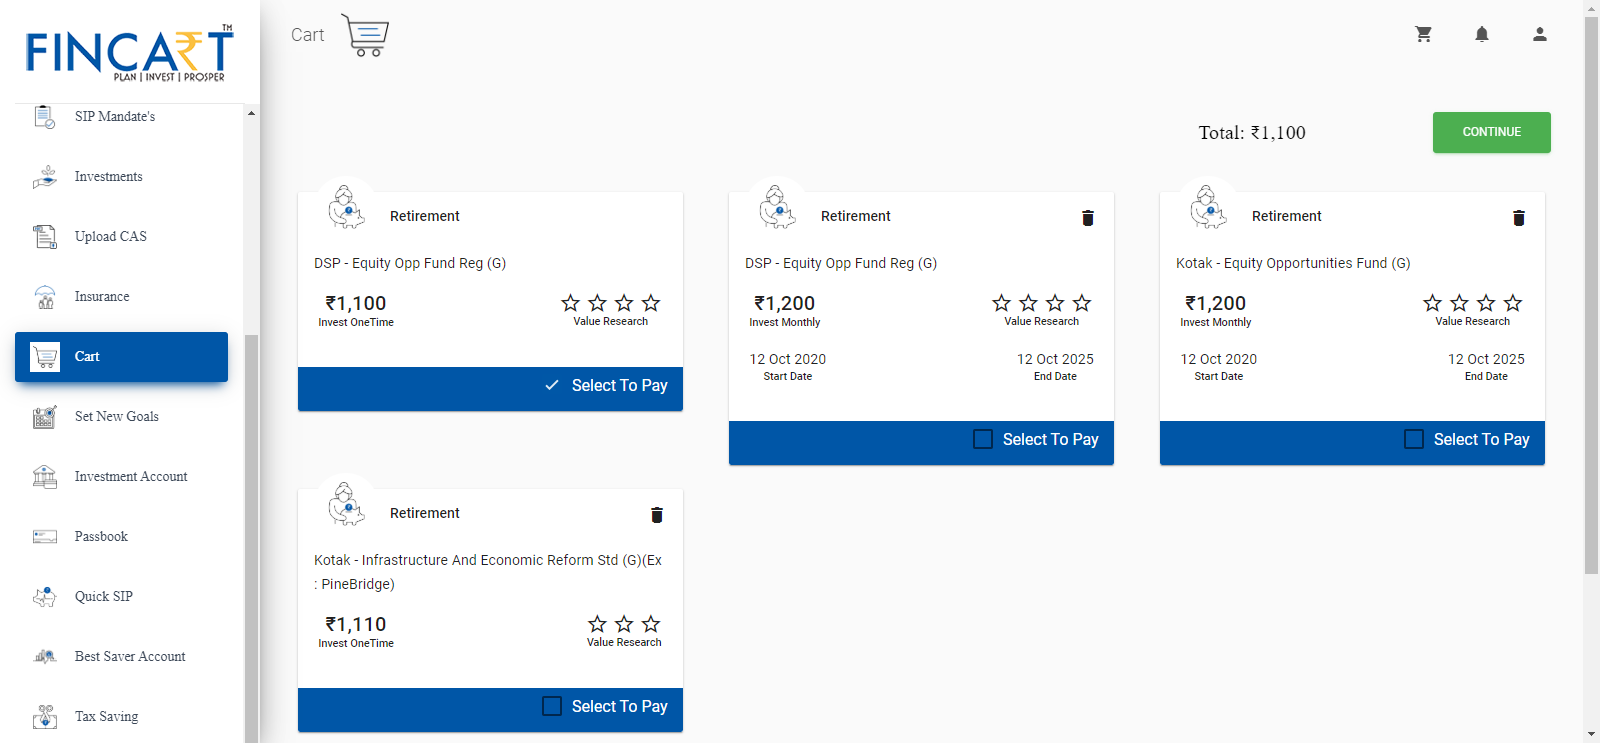 FINCART™
PLAN | INVEST | PROSPER
SIP Mandate's
Investments
Upload CAS
Insurance
Cart
Set New Goals
Investment Account
Passbook
Quick SIP
Best Saver Account
Tax Saving
Cart
Total: ₹1,100
CONTINUE
Retirement
DSP - Equity Opp Fund Reg (G)
₹1,100
Invest OneTime
Value Research
Select To Pay
Retirement
DSP - Equity Opp Fund Reg (G)
₹1,200
Invest Monthly
Value Research
12 Oct 2020
Start Date
12 Oct 2025
End Date
Select To Pay
Retirement
Kotak - Equity Opportunities Fund (G)
₹1,200
Invest Monthly
Value Research
12 Oct 2020
Start Date
12 Oct 2025
End Date
Select To Pay
Retirement
Kotak - Infrastructure And Economic Reform Std (G)(Ex
: PineBridge)
₹1,110
Invest OneTime
Value Research
Select To Pay